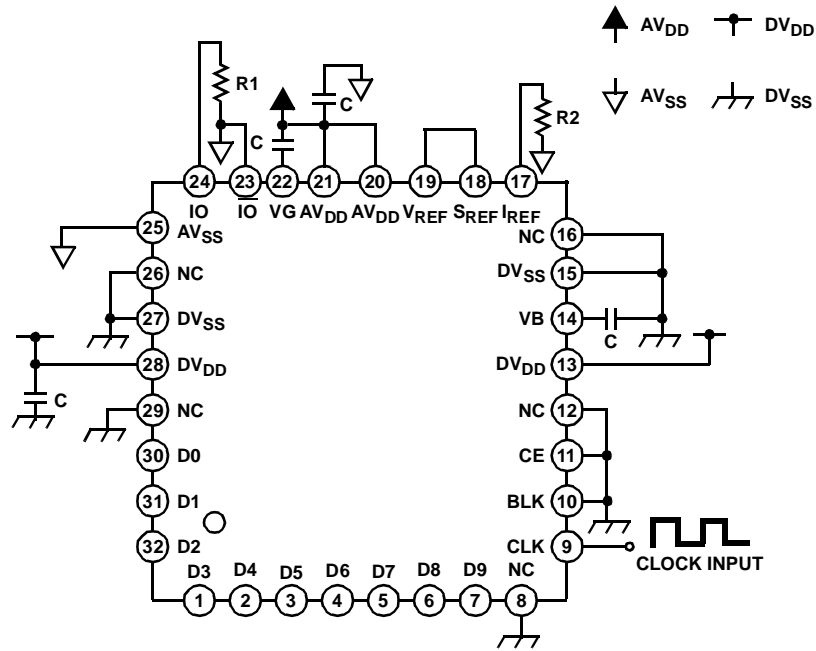 AVDD DVDD
AVSS DVSS
R1 C C R2
24 23 22 21 20 19 18 17
IO IO VG AVDD AVDD VREF SREF IREF
25 AVSS
26 NC
27 DVSS
28 DVDD
C
29 NC
30 D0
31 D1
32 D2
NC 16
DVSS 15
VB 14
C
DVDD 13
NC 12
CE 11
BLK 10
CLK 9
CLOCK INPUT
D3 D4 D5 D6 D7 D8 D9 NC
1 2 3 4 5 6 7 8